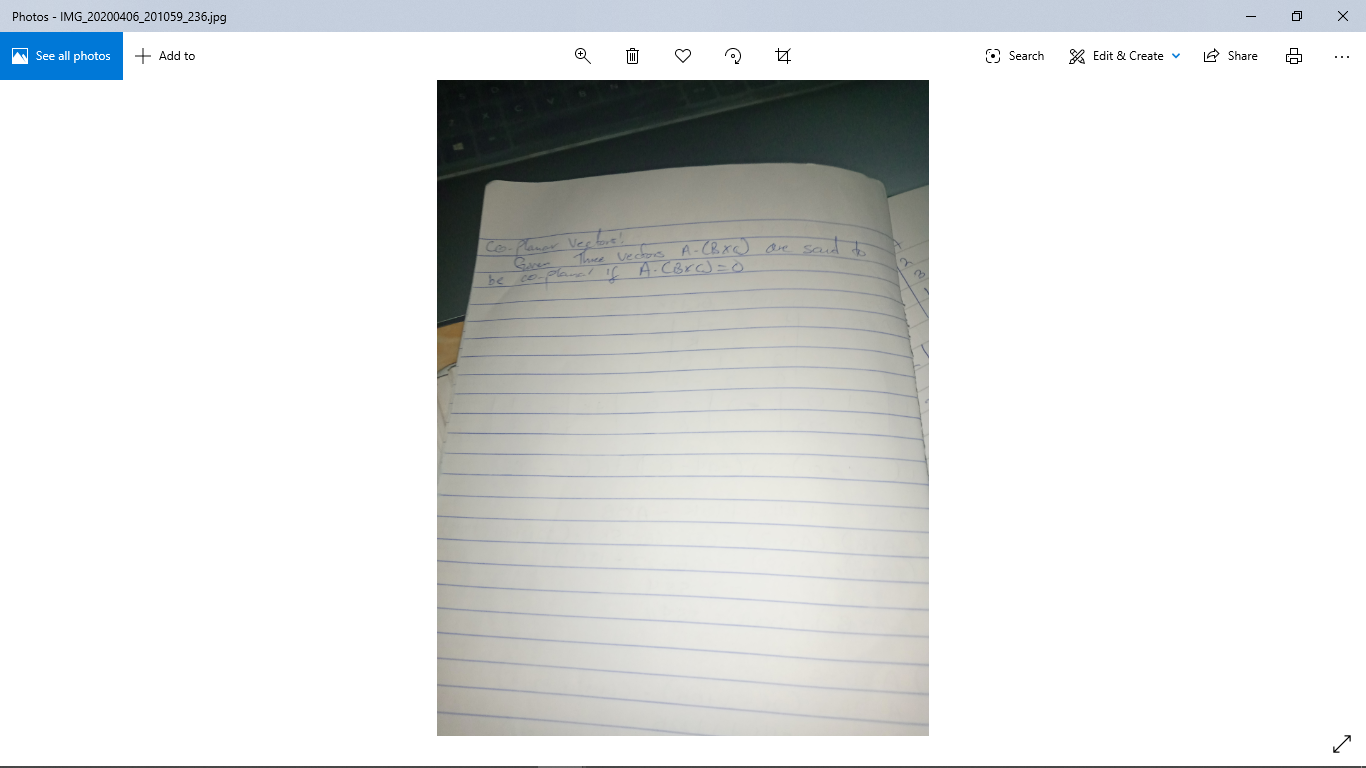 Photos - IMG_20200406_201059_236.jpg
See all photos
Add to
Search
Edit & Create
Share
Co-planar Vectors:
Given Three Vectors A·(B×C) are said to
be co-planar if A·(B×C)=0